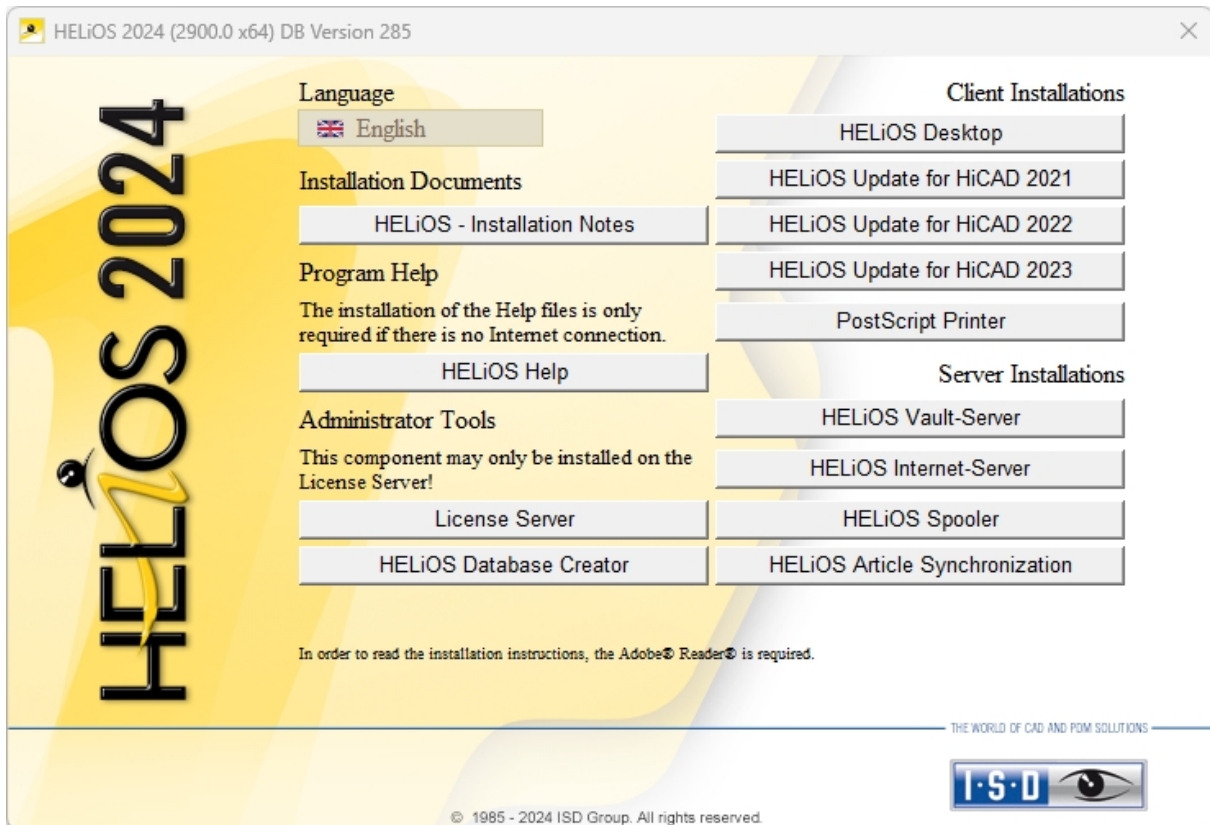 HELiOS 2024 (2900.0 x64) DB Version 285
HELiOS 2024
Language
English
Installation Documents
HELiOS - Installation Notes
Program Help
The installation of the Help files is only
required if there is no Internet connection.
HELiOS Help
Administrator Tools
This component may only be installed on the
License Server!
License Server
HELiOS Database Creator
Client Installations
HELiOS Desktop
HELiOS Update for HiCAD 2021
HELiOS Update for HiCAD 2022
HELiOS Update for HiCAD 2023
PostScript Printer
Server Installations
HELiOS Vault-Server
HELiOS Internet-Server
HELiOS Spooler
HELiOS Article Synchronization
In order to read the installation instructions, the Adobe® Reader® is required.
THE WORLD OF CAD AND PDM SOLUTIONS
I·S·D
© 1985 - 2024 ISD Group. All rights reserved.